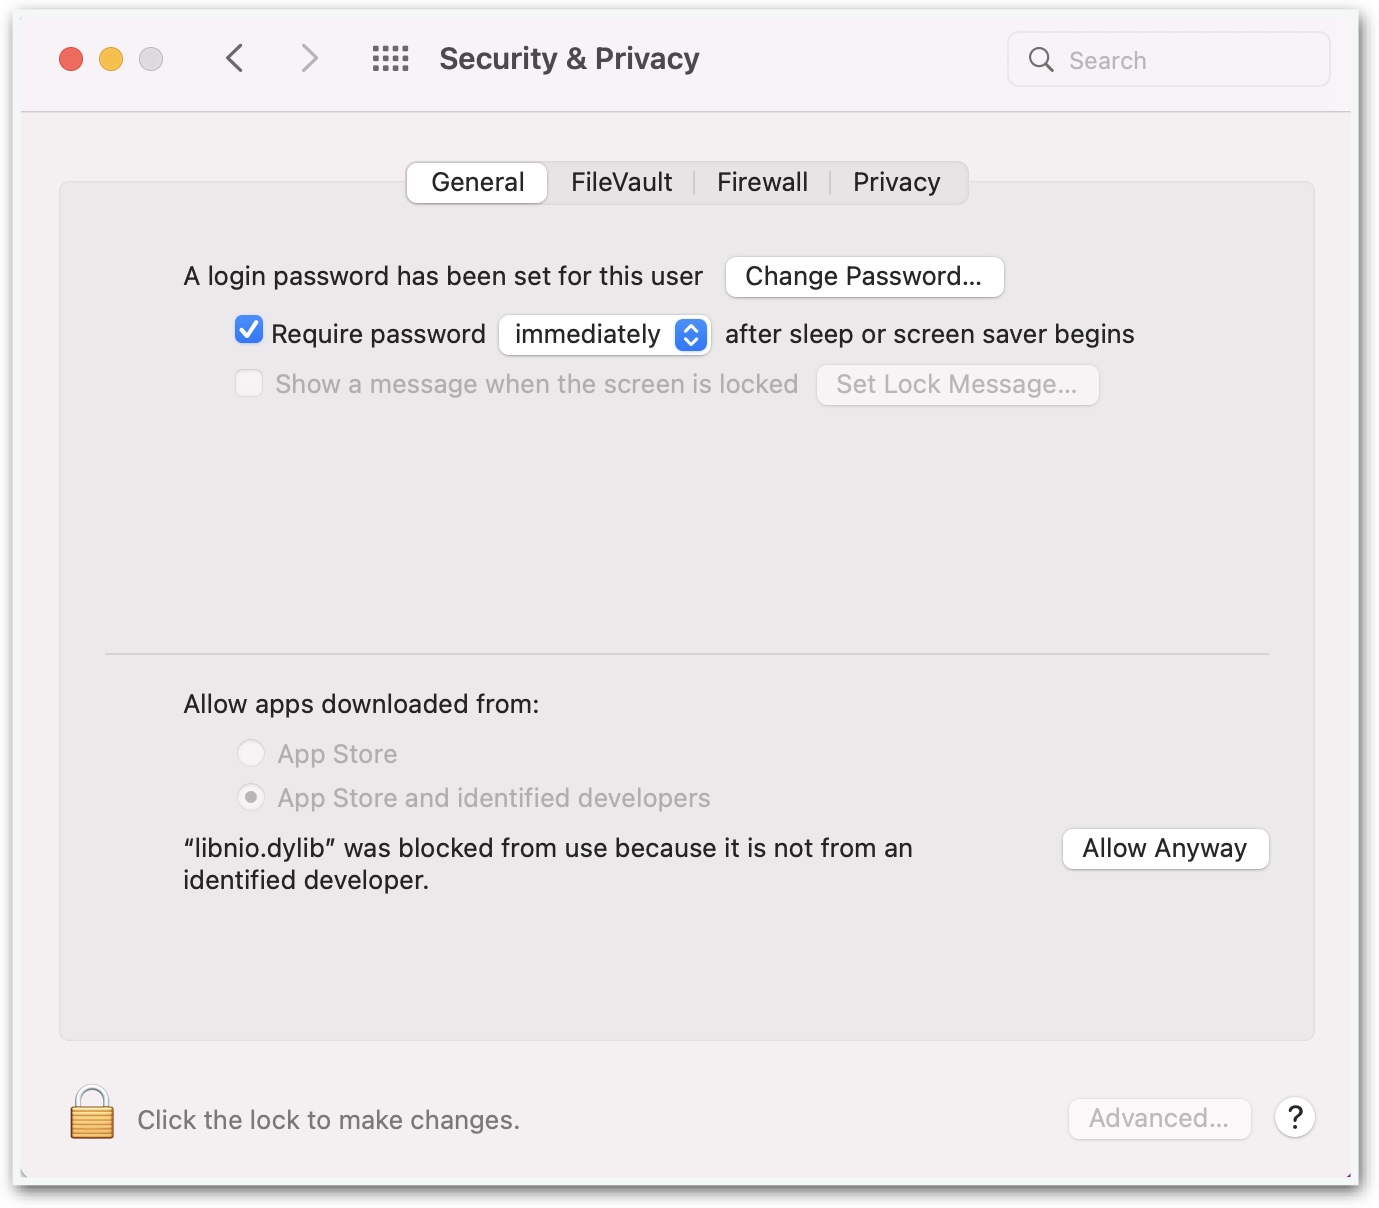 Security & Privacy
Search
General
FileVault
Firewall
Privacy
A login password has been set for this user
Change Password...
Require password
immediately
after sleep or screen saver begins
Show a message when the screen is locked
Set Lock Message...
Allow apps downloaded from:
App Store
App Store and identified developers
“libnio.dylib” was blocked from use because it is not from an
identified developer.
Allow Anyway
Click the lock to make changes.
Advanced...
?